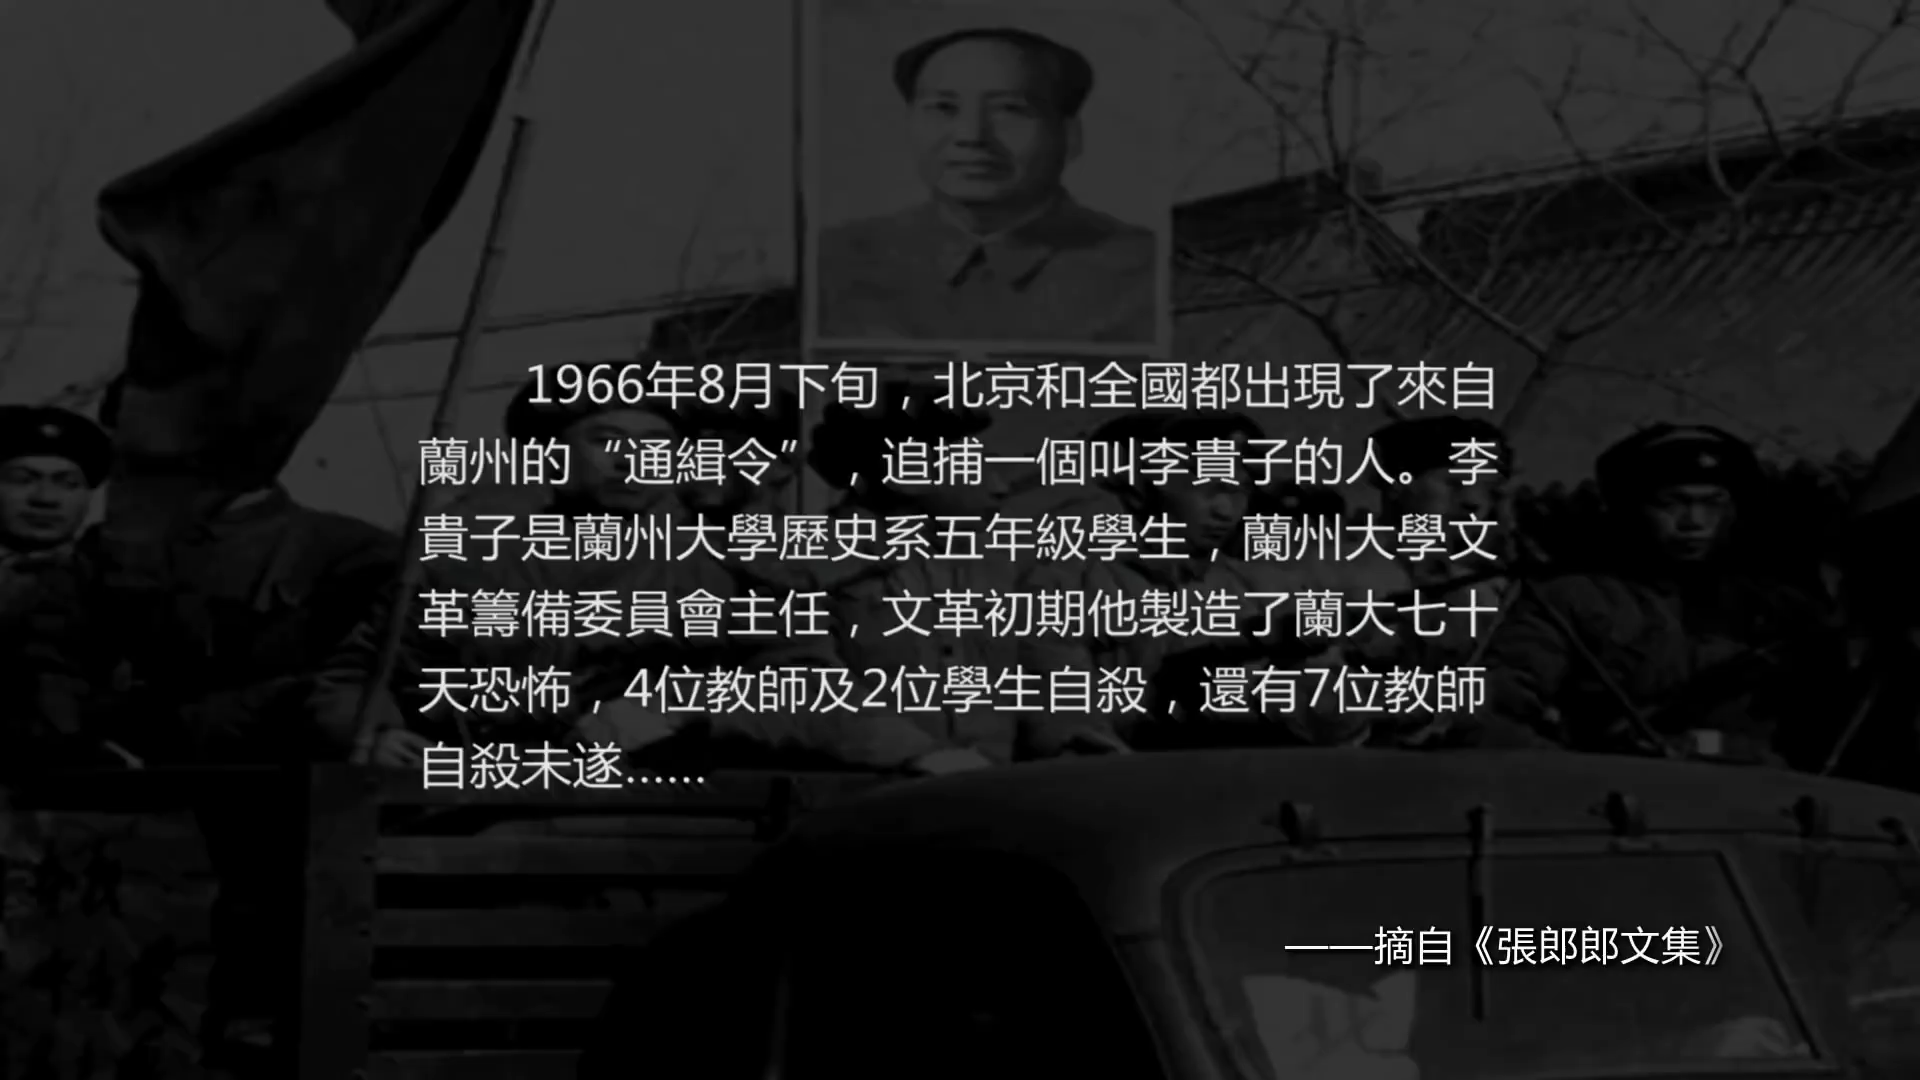 1966年8月下旬，北京和全國都出現了來自
蘭州的“通緝令”，追捕一個叫李貴子的人。李
貴子是蘭州大學歷史系五年級學生，蘭州大學文
革籌備委員會主任，文革初期他製造了蘭大七十
天恐怖，4位教師及2位學生自殺，還有7位教師
自殺未遂……
——摘自《張郎郎文集》